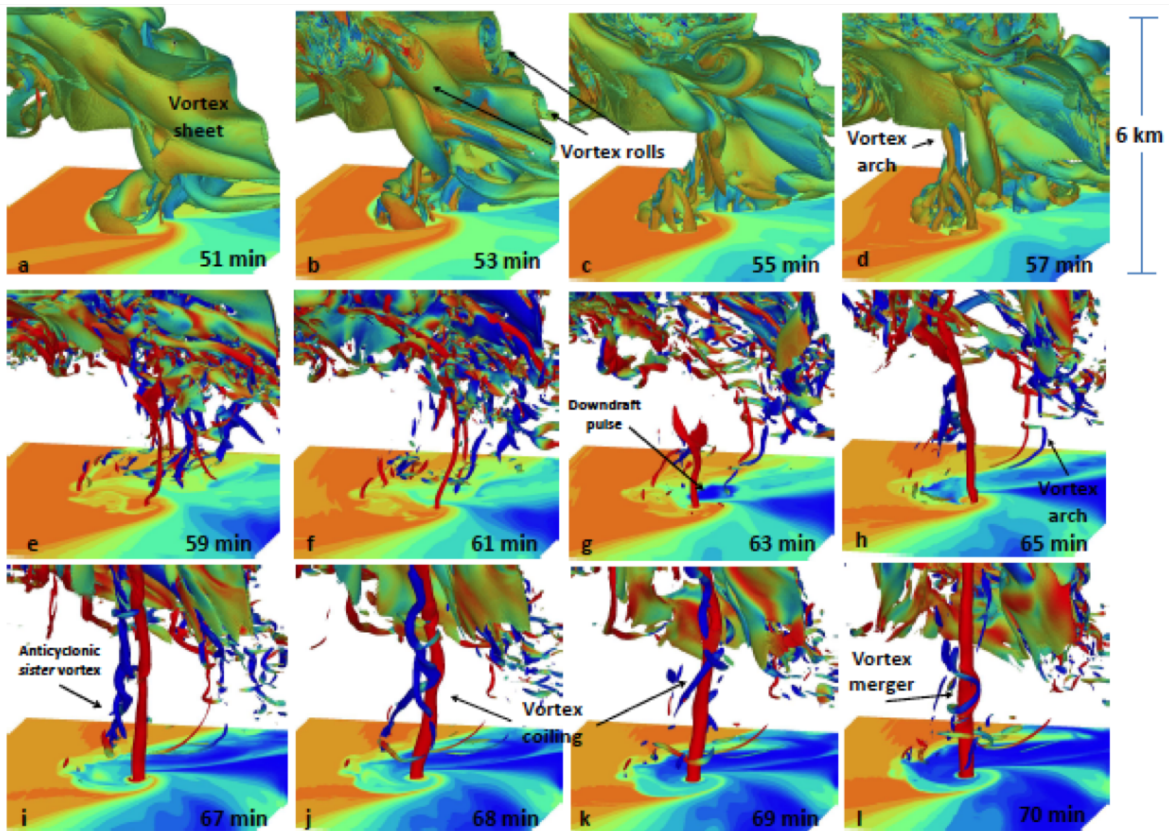 Vortex
sheet
a
51 min
Vortex rolls
b
53 min
c
55 min
Vortex
arch
d
57 min
6 km
e
59 min
f
61 min
Downdraft
pulse
g
63 min
Vortex
arch
h
65 min
Anticyclonic
sister vortex
i
67 min
Vortex
coiling
j
68 min
k
69 min
Vortex
merger
l
70 min